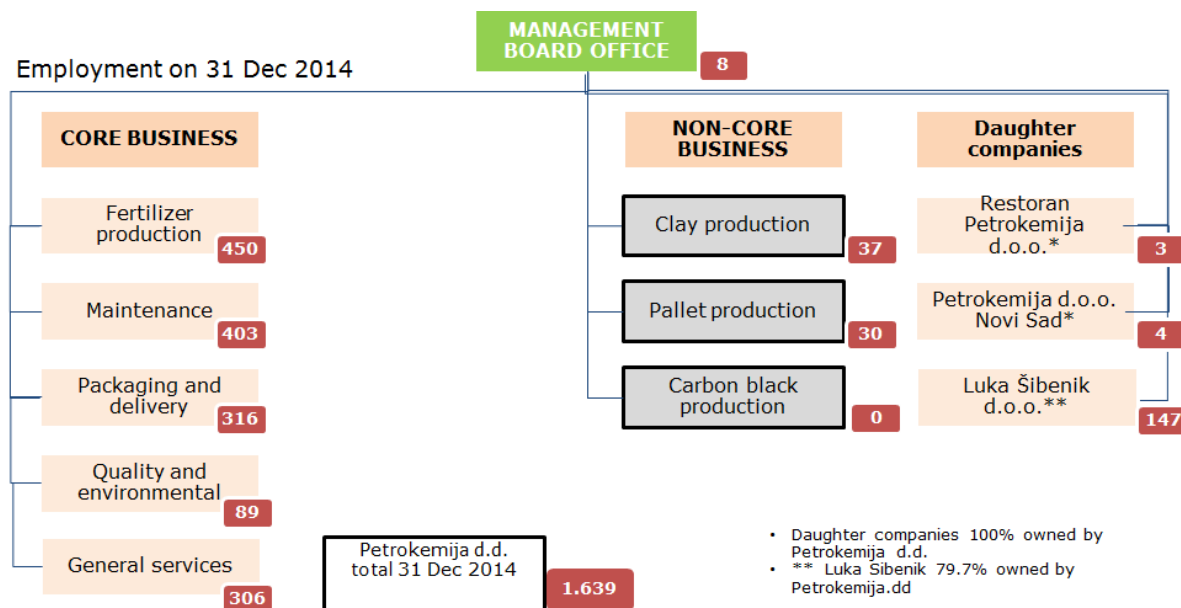 MANAGEMENT
BOARD OFFICE
8
Employment on 31 Dec 2014
CORE BUSINESS
Fertilizer
production
450
Maintenance
403
Packaging and
delivery
316
Quality and
environmental
89
General services
306
NON-CORE
BUSINESS
Clay production
37
Pallet production
30
Carbon black
production
0
Daughter
companies
Restoran
Petrokemija
d.o.o.*
3
Petrokemija d.o.o.
Novi Sad*
4
Luka Šibenik
d.o.o.**
147
Petrokemija d.d.
total 31 Dec 2014
1.639
• Daughter companies 100% owned by
Petrokemija d.d.
• ** Luka Sibenik 79.7% owned by
Petrokemija.dd